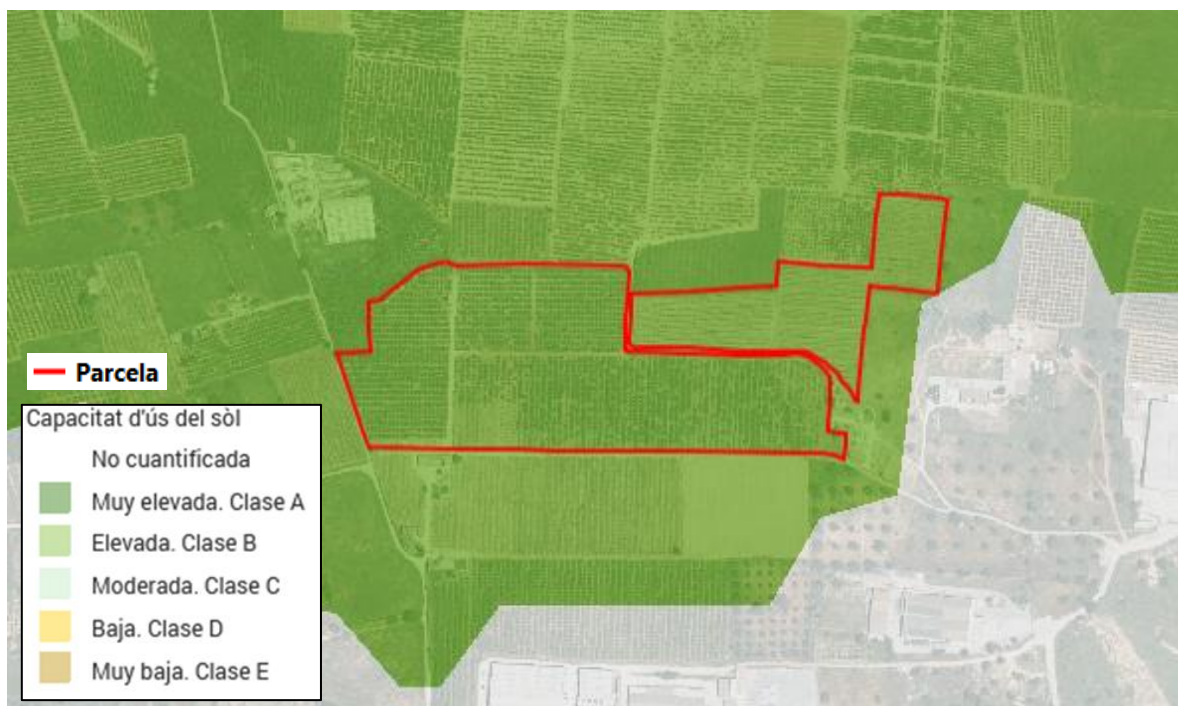 Parcela
Capacitat d'ús del sòl
No cuantificada
Muy elevada. Clase A
Elevada. Clase B
Moderada. Clase C
Baja. Clase D
Muy baja. Clase E